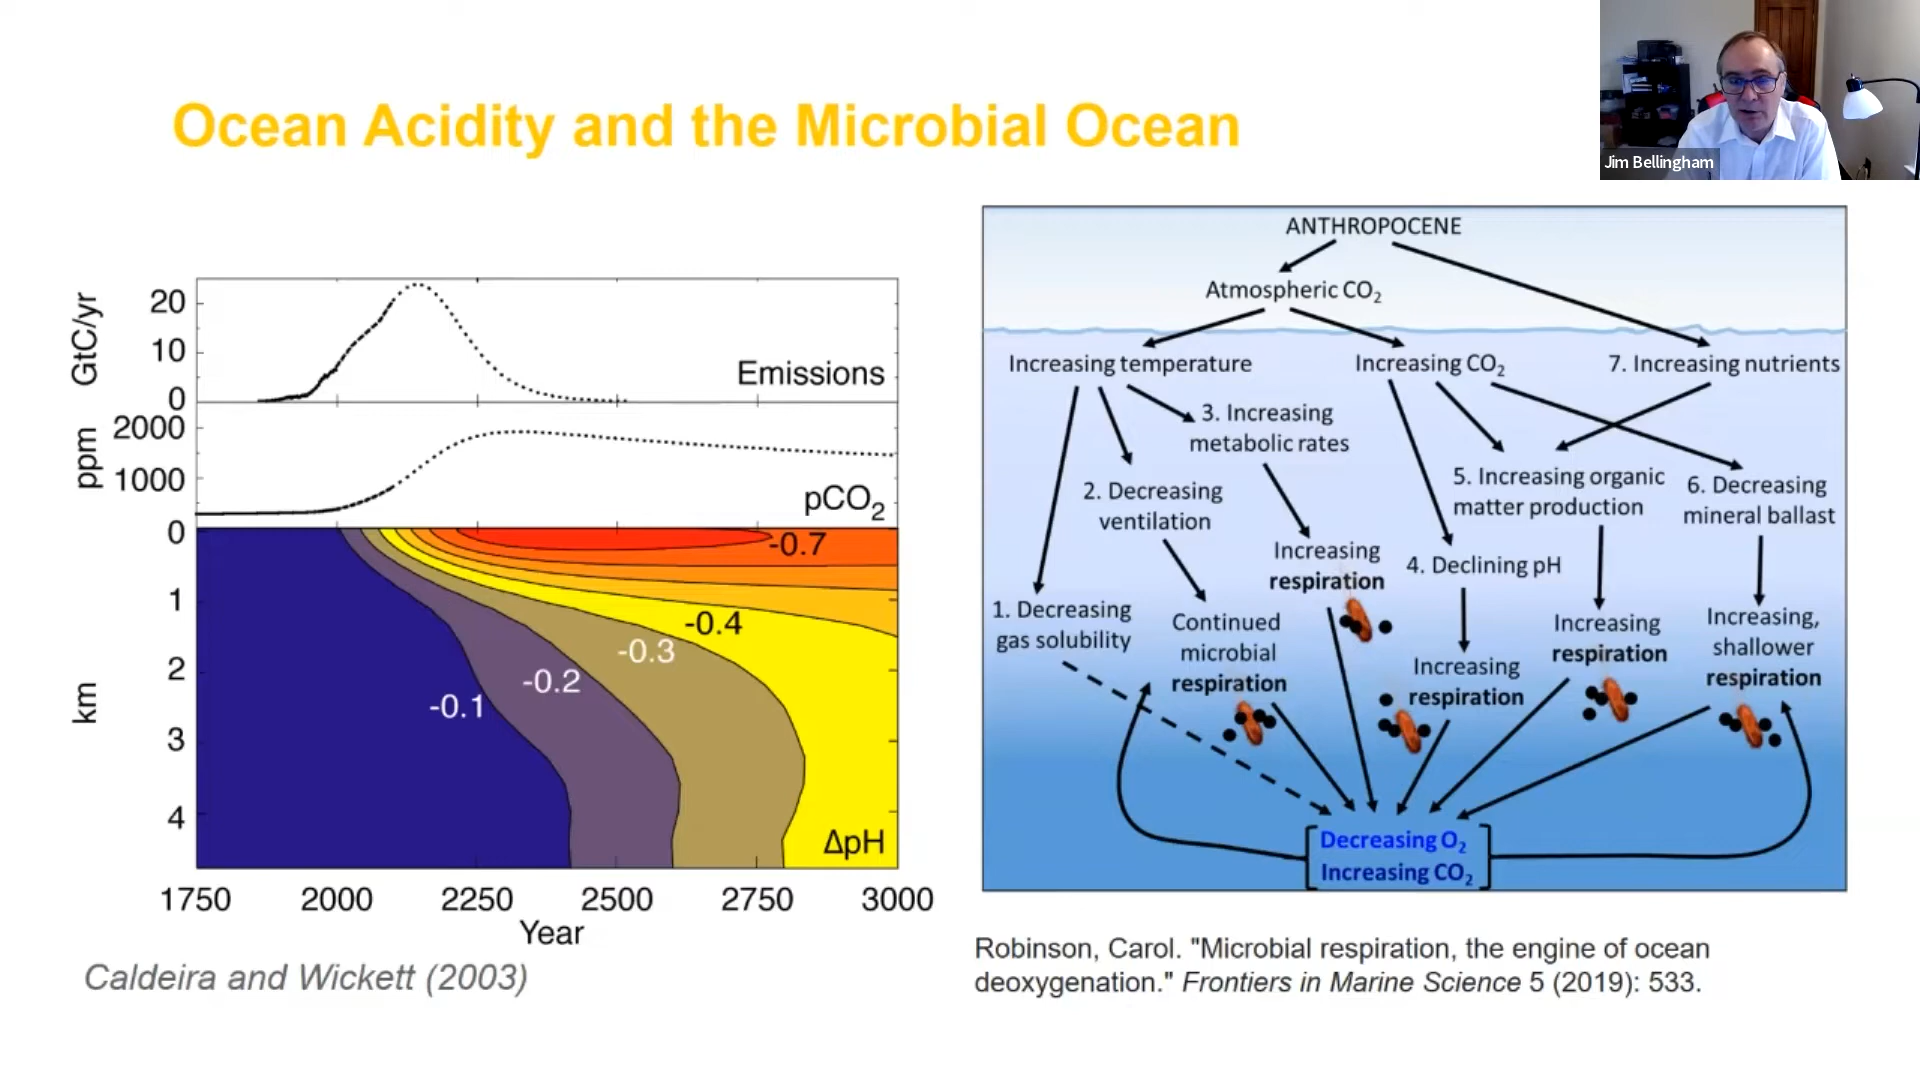 Ocean Acidity and the Microbial Ocean
Jim Bellingham
GtC/yr
20
10
0
Emissions
ppm
2000
1000
pCO₂
km
0
1
2
3
4
-0.7
-0.4
-0.3
-0.2
-0.1
ΔpH
1750 2000 2250 2500 2750 3000
Year
Caldeira and Wickett (2003)
ANTHROPOCENE
Atmospheric CO₂
Increasing temperature
Increasing CO₂
7. Increasing nutrients
3. Increasing
metabolic rates
2. Decreasing
ventilation
5. Increasing organic
matter production
6. Decreasing
mineral ballast
Increasing
respiration
4. Declining pH
1. Decreasing
gas solubility
Continued
microbial
respiration
Increasing
respiration
Increasing
respiration
Increasing,
shallower
respiration
Decreasing O₂
Increasing CO₂
Robinson, Carol. "Microbial respiration, the engine of ocean
deoxygenation." Frontiers in Marine Science 5 (2019): 533.